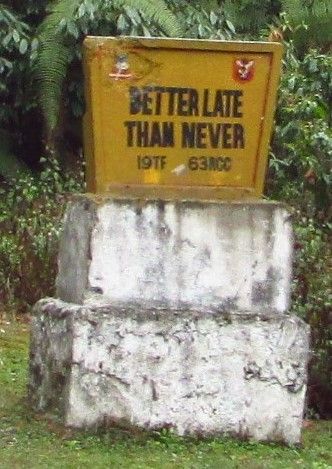 BETTER LATE
THAN NEVER
19TF 63RCC